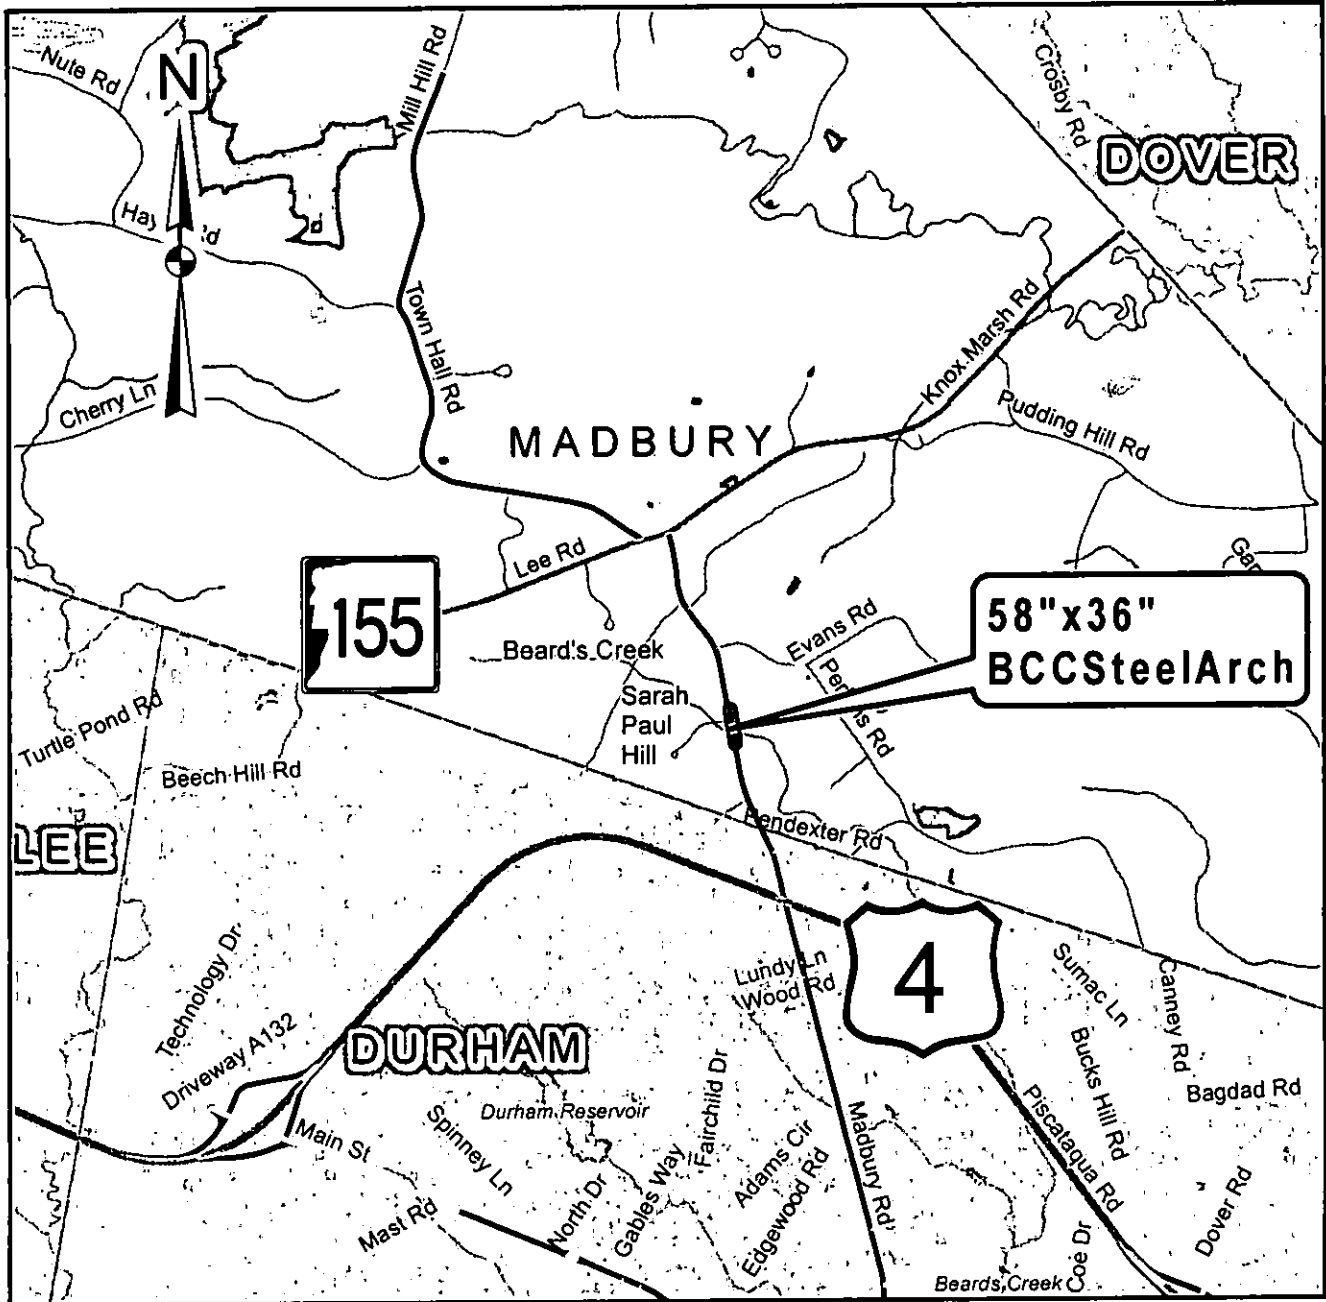 Nute Rd
N
Mill Hill Rd
Crosby Rd
DOVER
Town Hall Rd
Knox Marsh Rd
Cherry Ln
Pudding Hill Rd
MADBURY
Lee Rd
155
58"x36"
BCCSteelArch
Evans Rd
Beard's Creek
Sarah
Paul
Hill
Turtle Pond Rd
Beech Hill Rd
LEE
Pendexter Rd
4
Technology Dr
Driveway A132
DURHAM
Lundy Ln
Wood Rd
Sumac Ln
Canney Rd
Bucks Hill Rd
Bagdad Rd
Durham Reservoir
Fairchild Dr
Main St
Spinney Ln
Mast Rd
North Dr
Gables Way
Adams Cir
Edgewood Rd
Madbury Rd
Piscataqua Rd
Dover Rd
Coe Dr
Beards Creek